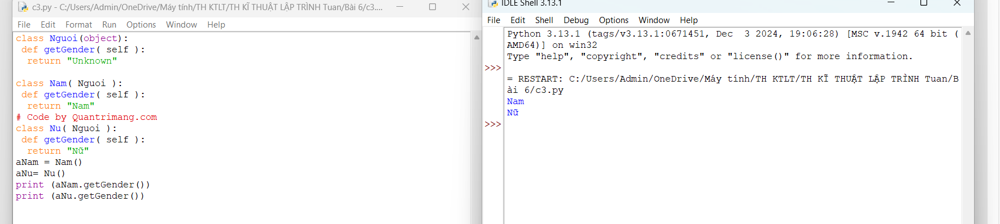 c3.py - C:/Users/Admin/OneDrive/Máy tính/TH KTLT/TH KĨ THUẬT LẬP TRÌNH Tuan/Bài 6/c3....
File Edit Format Run Options Window Help
class Nguoi(object):
 def getGender( self ):
  return "Unknown"
class Nam( Nguoi ):
 def getGender( self ):
  return "Nam"
# Code by Quantrimang.com
class Nu( Nguoi ):
 def getGender( self ):
  return "Nữ"
aNam = Nam()
aNu= Nu()
print (aNam.getGender())
print (aNu.getGender())
IDLE Shell 3.13.1
File Edit Shell Debug Options Window Help
Python 3.13.1 (tags/v3.13.1:0671451, Dec  3 2024, 19:06:28) [MSC v.1942 64 bit (
AMD64)] on win32
Type "help", "copyright", "credits" or "license()" for more information.
>>>
= RESTART: C:/Users/Admin/OneDrive/Máy tính/TH KTLT/TH KĨ THUẬT LẬP TRÌNH Tuan/B
ài 6/c3.py
Nam
Nữ
>>>